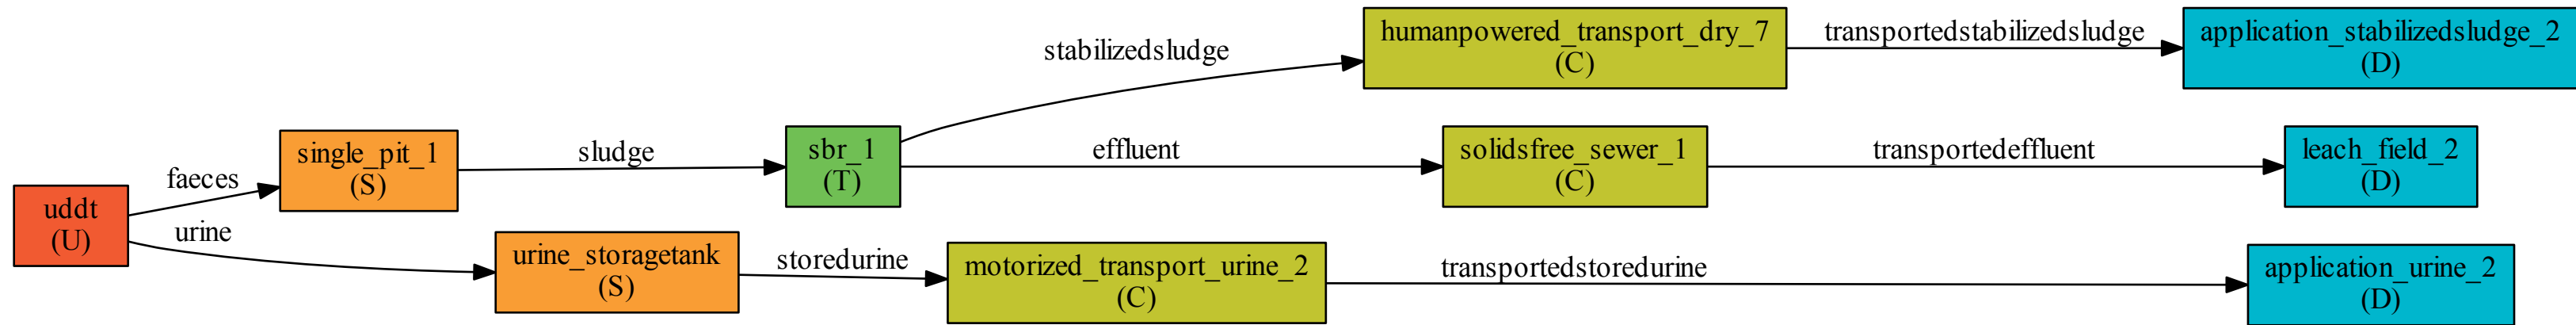 uddt
(U)
faeces
urine
single_pit_1
(S)
urine_storagetank
(S)
sludge
storedurine
sbr_1
(T)
motorized_transport_urine_2
(C)
stabilizedsludge
effluent
transportedstoredurine
humanpowered_transport_dry_7
(C)
solidsfree_sewer_1
(C)
transportedstabilizedsludge
transportedeffluent
application_stabilizedsludge_2
(D)
leach_field_2
(D)
application_urine_2
(D)